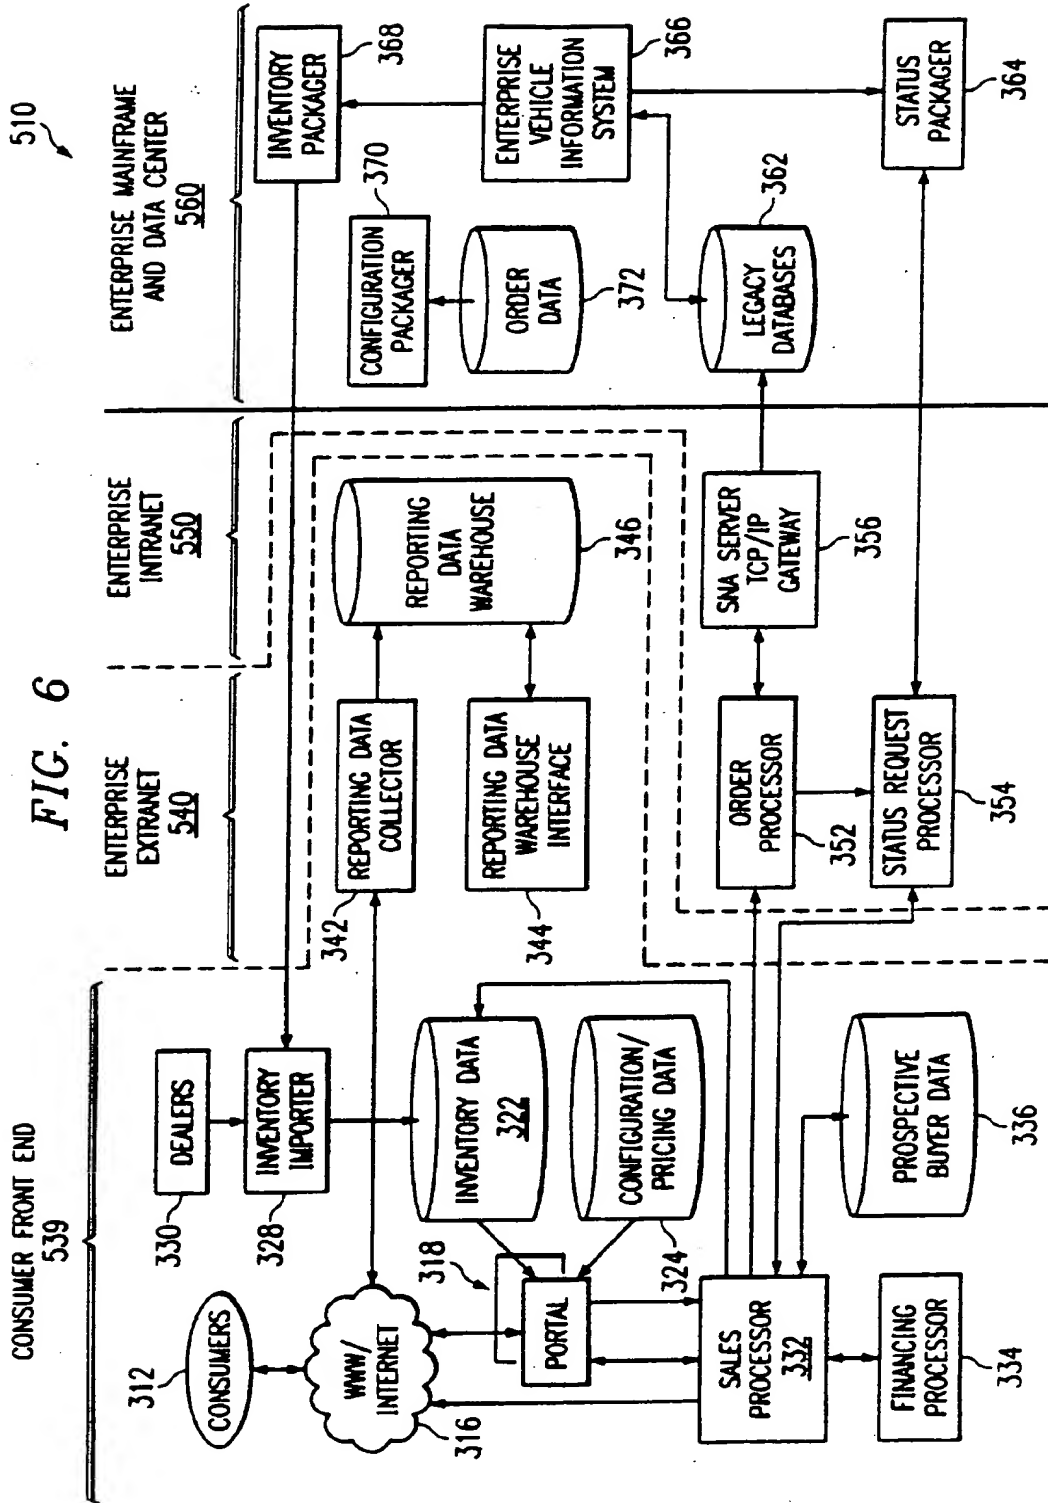 FIG. 6
510
CONSUMER FRONT END
539
ENTERPRISE
EXTRANET
540
ENTERPRISE
INTRANET
550
ENTERPRISE MAINFRAME
AND DATA CENTER
560
312
CONSUMERS
330
DEALERS
328
INVENTORY
IMPORTER
WWW/
INTERNET
316
318
PORTAL
INVENTORY DATA
322
CONFIGURATION/
PRICING DATA
324
SALES
PROCESSOR
332
FINANCING
PROCESSOR
334
PROSPECTIVE
BUYER DATA
336
342
REPORTING DATA
COLLECTOR
344
REPORTING DATA
WAREHOUSE
INTERFACE
REPORTING
DATA
WAREHOUSE
346
ORDER
PROCESSOR
352
STATUS REQUEST
PROCESSOR
354
SNA SERVER
TCP/IP
GATEWAY
356
INVENTORY
PACKAGER
368
370
CONFIGURATION
PACKAGER
ORDER
DATA
372
ENTERPRISE
VEHICLE
INFORMATION
SYSTEM
366
LEGACY
DATABASES
362
STATUS
PACKAGER
364